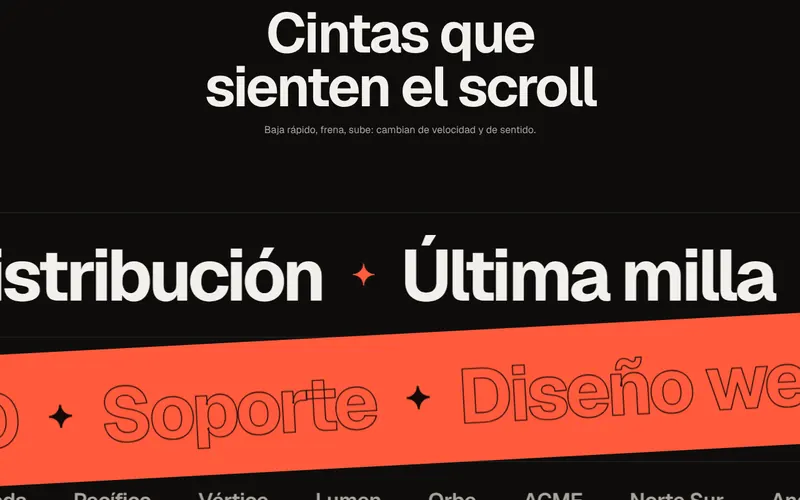 Cintas que
sienten el scroll
Baja rápido, frena, sube: cambian de velocidad y de sentido.
istribución ✦ Última milla
✦ Soporte ✦ Diseño we
Pacífico Vértice Lumen Orbe ACME Norte Sur